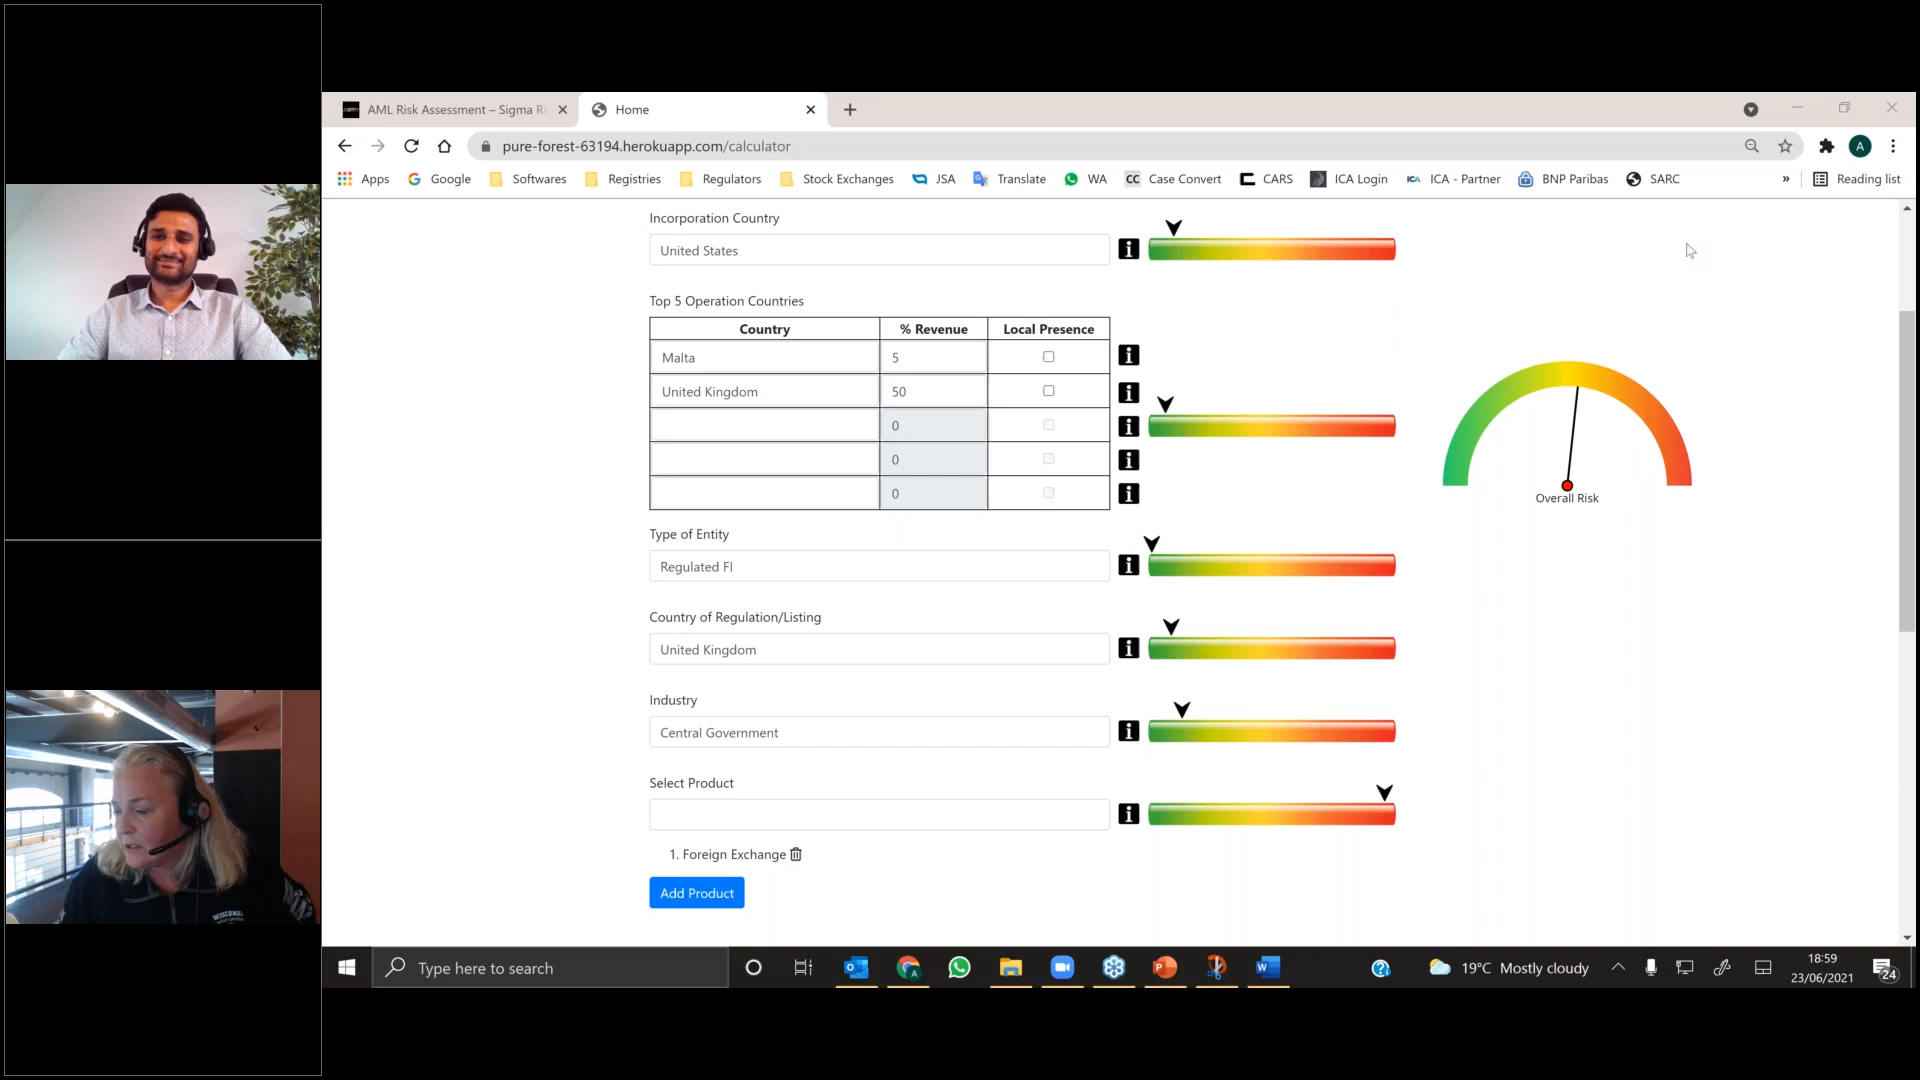 AML Risk Assessment – Sigma Ri
Home
pure-forest-63194.herokuapp.com/calculator
A
Apps Google Softwares Registries Regulators Stock Exchanges JSA Translate WA CC Case Convert CARS ICA Login ICA ICA - Partner BNP Paribas SARC » Reading list
Incorporation Country
United States
Top 5 Operation Countries
Country % Revenue Local Presence
Malta 5
United Kingdom 50
0
0
0
Overall Risk
Type of Entity
Regulated FI
Country of Regulation/Listing
United Kingdom
Industry
Central Government
Select Product
1. Foreign Exchange
Add Product
WISCONSIN
Type here to search
19°C Mostly cloudy
18:59
23/06/2021
24